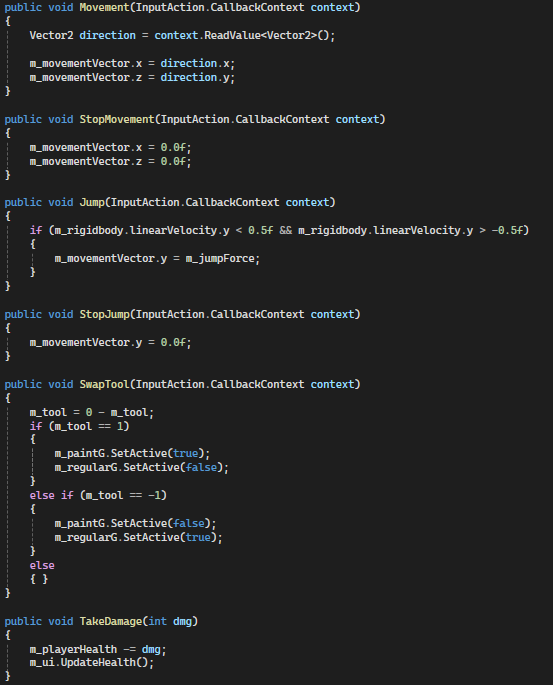 public void Movement(InputAction.CallbackContext context)
{
    Vector2 direction = context.ReadValue<Vector2>();

    m_movementVector.x = direction.x;
    m_movementVector.z = direction.y;
}

public void StopMovement(InputAction.CallbackContext context)
{
    m_movementVector.x = 0.0f;
    m_movementVector.z = 0.0f;
}

public void Jump(InputAction.CallbackContext context)
{
    if (m_rigidbody.linearVelocity.y < 0.5f && m_rigidbody.linearVelocity.y > -0.5f)
    {
        m_movementVector.y = m_jumpForce;
    }
}

public void StopJump(InputAction.CallbackContext context)
{
    m_movementVector.y = 0.0f;
}

public void SwapTool(InputAction.CallbackContext context)
{
    m_tool = 0 - m_tool;
    if (m_tool == 1)
    {
        m_paintG.SetActive(true);
        m_regularG.SetActive(false);
    }
    else if (m_tool == -1)
    {
        m_paintG.SetActive(false);
        m_regularG.SetActive(true);
    }
    else
    { }
}

public void TakeDamage(int dmg)
{
    m_playerHealth -= dmg;
    m_ui.UpdateHealth();
}